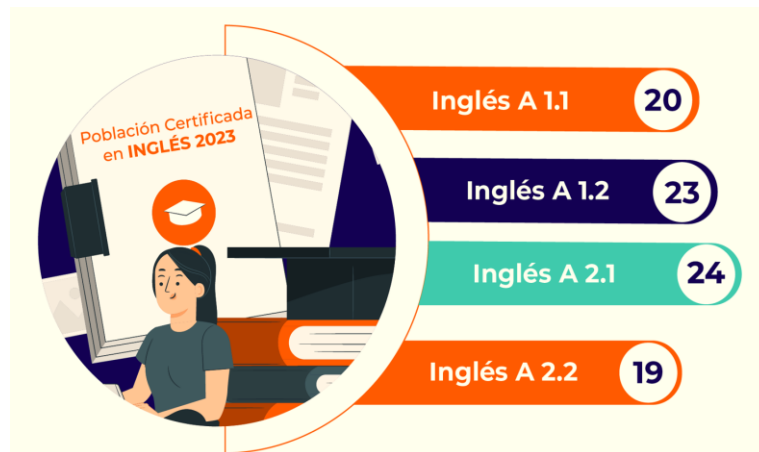 Población Certificada
en INGLÉS 2023
Inglés A 1.1
20
Inglés A 1.2
23
Inglés A 2.1
24
Inglés A 2.2
19